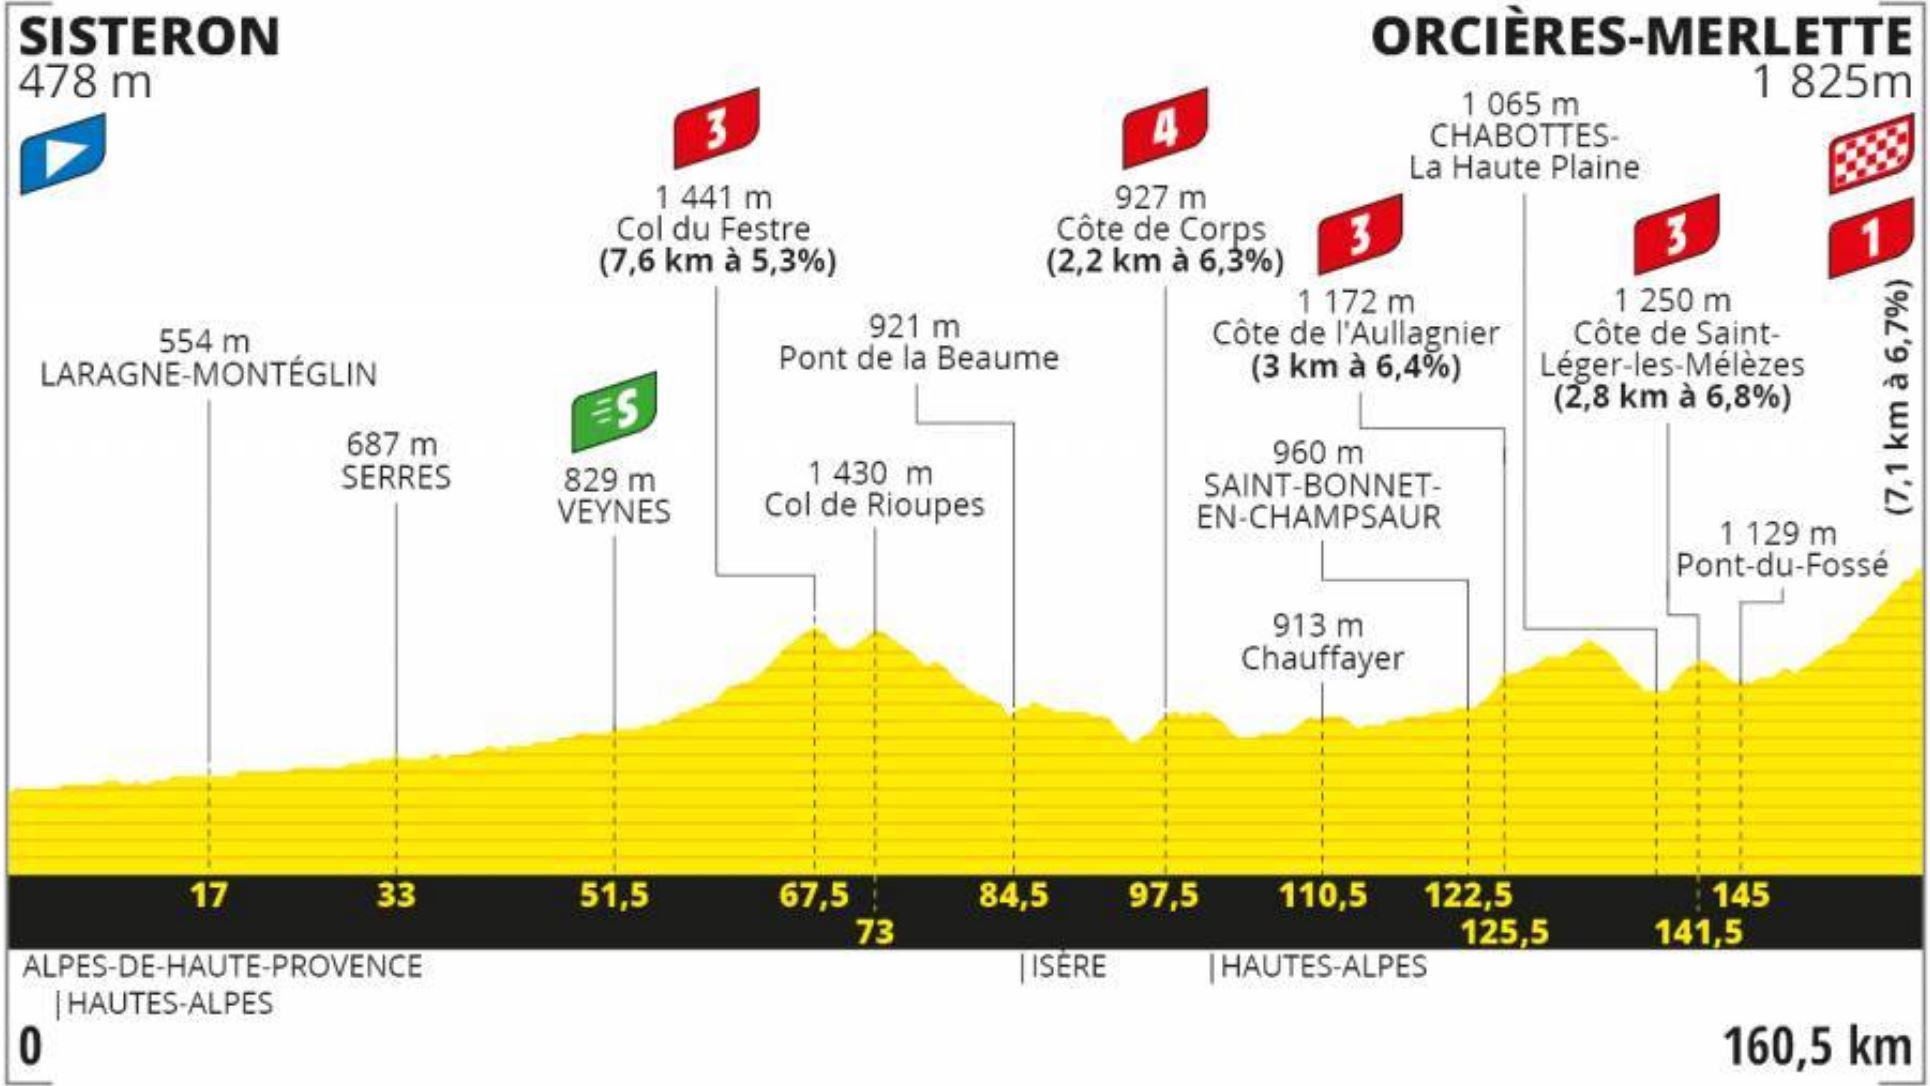 SISTERON
478 m
ORCIÈRES-MERLETTE
1 825m
3
1 441 m
Col du Festre
(7,6 km à 5,3%)
4
927 m
Côte de Corps
(2,2 km à 6,3%)
1 065 m
CHABOTTES-
La Haute Plaine
3
1 172 m
Côte de l'Aullagnier
(3 km à 6,4%)
3
1 250 m
Côte de Saint-
Léger-les-Mélèzes
(2,8 km à 6,8%)
1
(7,1 km à 6,7%)
554 m
LARAGNE-MONTÉGLIN
687 m
SERRES
S
829 m
VEYNES
921 m
Pont de la Beaume
1 430 m
Col de Rioupes
960 m
SAINT-BONNET-
EN-CHAMPSAUR
913 m
Chauffayer
1 129 m
Pont-du-Fossé
17
33
51,5
67,5
73
84,5
97,5
110,5
122,5
125,5
141,5
145
ALPES-DE-HAUTE-PROVENCE
|HAUTES-ALPES
|ISÈRE
|HAUTES-ALPES
0
160,5 km